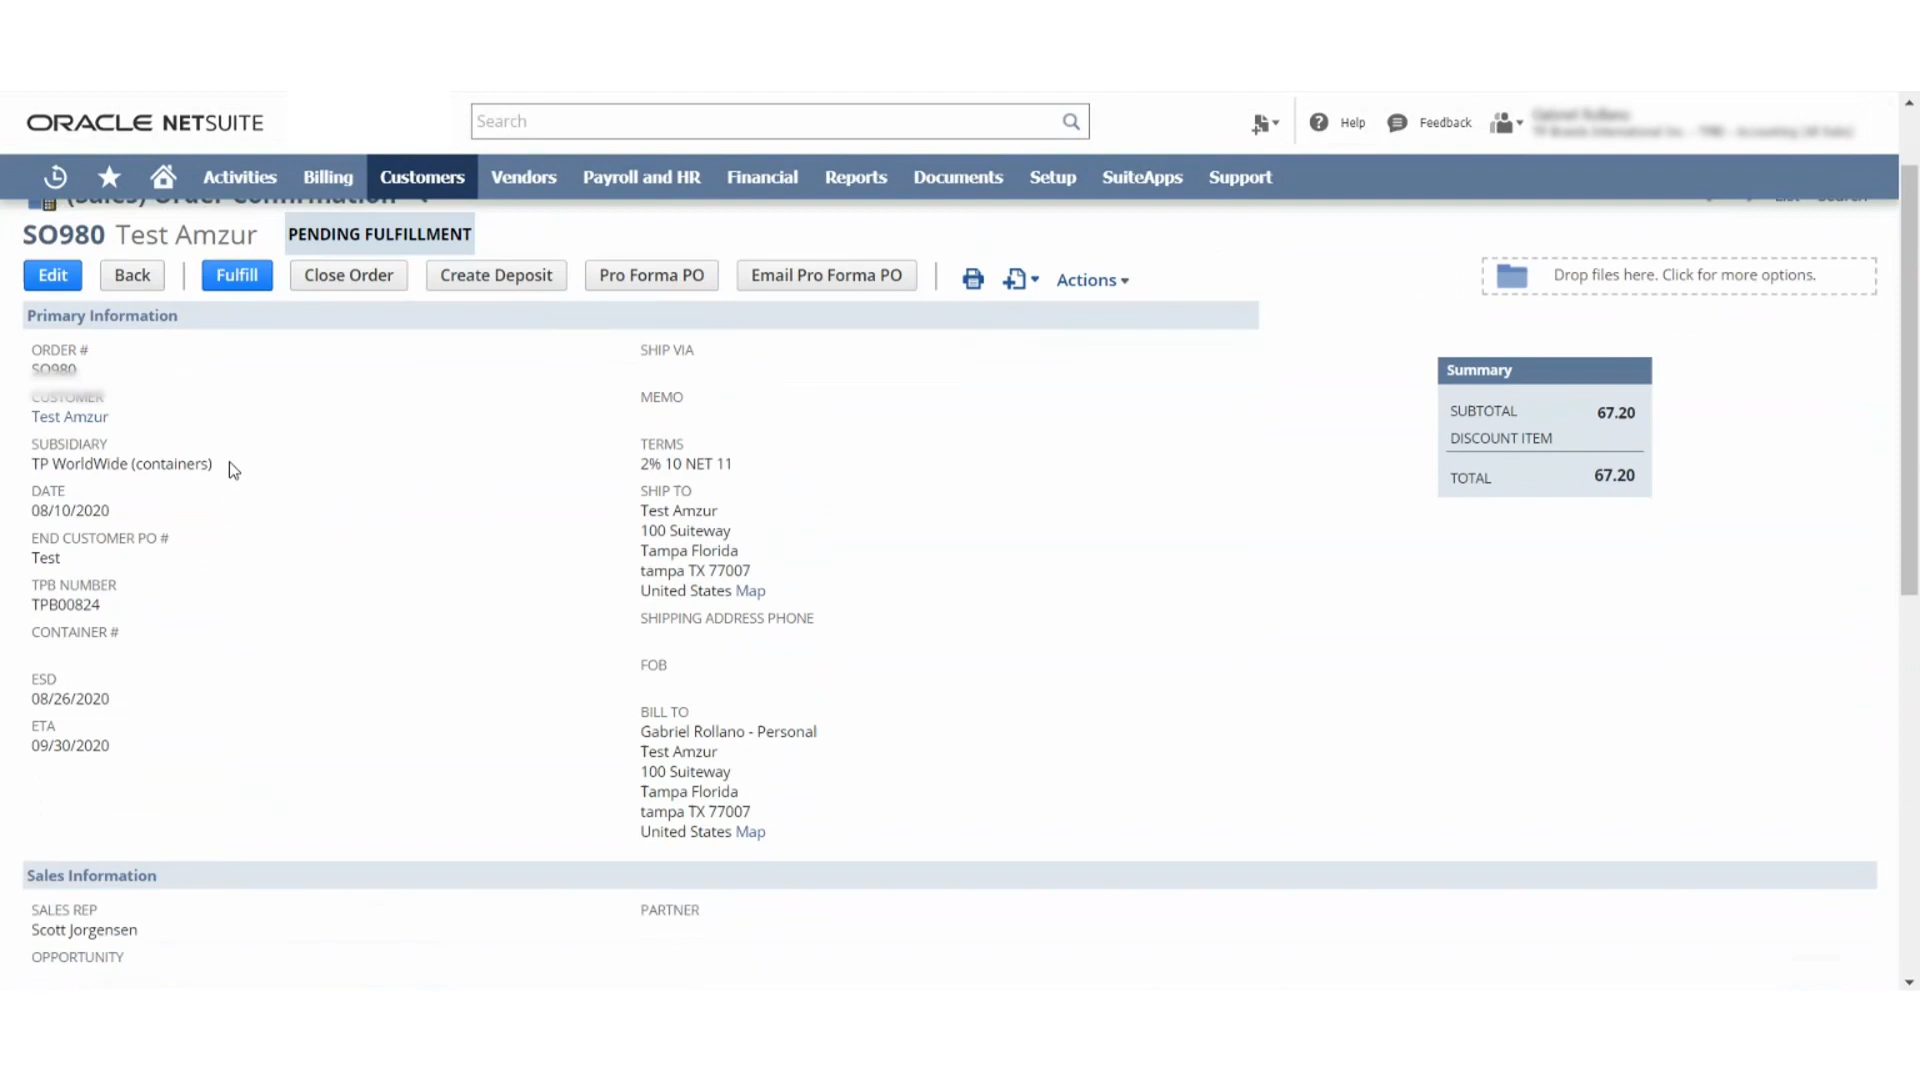 ORACLE NETSUITE
Search
Help
Feedback
Activities
Billing
Customers
Vendors
Payroll and HR
Financial
Reports
Documents
Setup
SuiteApps
Support
(Sales) Order Confirmation
List Search
SO980 Test Amzur PENDING FULFILLMENT
Edit
Back
Fulfill
Close Order
Create Deposit
Pro Forma PO
Email Pro Forma PO
Actions
Drop files here. Click for more options.
Primary Information
ORDER #
SO980
CUSTOMER
Test Amzur
SUBSIDIARY
TP WorldWide (containers)
DATE
08/10/2020
END CUSTOMER PO #
Test
TPB NUMBER
TPB00824
CONTAINER #
ESD
08/26/2020
ETA
09/30/2020
SHIP VIA
MEMO
TERMS
2% 10 NET 11
SHIP TO
Test Amzur
100 Suiteway
Tampa Florida
tampa TX 77007
United States Map
SHIPPING ADDRESS PHONE
FOB
BILL TO
Gabriel Rollano - Personal
Test Amzur
100 Suiteway
Tampa Florida
tampa TX 77007
United States Map
Summary
SUBTOTAL 67.20
DISCOUNT ITEM
TOTAL 67.20
Sales Information
SALES REP
Scott Jorgensen
OPPORTUNITY
PARTNER